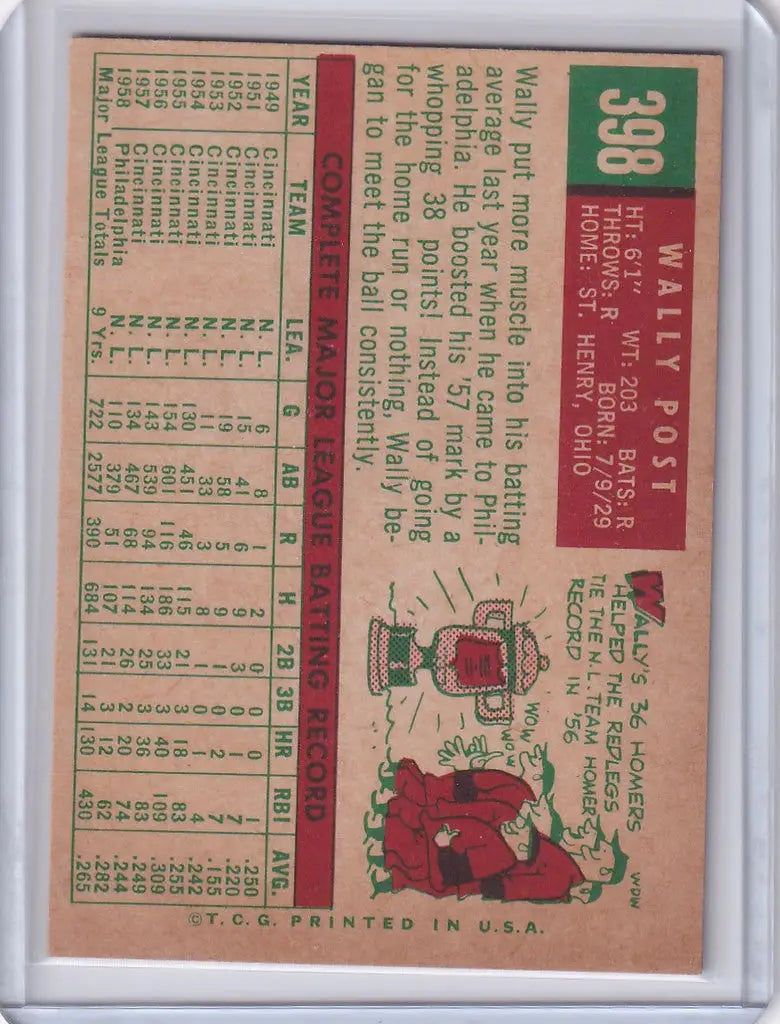 398
WALLY POST
HT: 6'1" WT: 203 BATS: R
THROWS: R BORN: 7/9/29
HOME: ST. HENRY, OHIO
Wally put more muscle into his batting
average last year when he came to Phil-
adelphia. He boosted his '57 mark by a
whopping 38 points! Instead of going
for the home run or nothing, Wally be-
gan to meet the ball consistently.
WALLY'S 36 HOMERS
HELPED THE REDLEGS
TIE THE N.L. TEAM HOMER
RECORD IN '56
WOW
WOW
WOW
COMPLETE MAJOR LEAGUE BATTING RECORD
YEAR TEAM LEA. G AB R H 2B 3B HR RBI AVG.
1949 Cincinnati N. L. 6 8 1 2 0 0 0 1 .250
1951 Cincinnati N. L. 15 41 6 9 3 0 1 7 .220
1952 Cincinnati N. L. 19 58 5 9 1 0 2 7 .155
1953 Cincinnati N. L. 11 33 3 8 1 0 1 4 .242
1954 Cincinnati N. L. 130 451 46 115 21 3 18 83 .255
1955 Cincinnati N. L. 154 601 116 186 33 3 40 109 .309
1956 Cincinnati N. L. 143 539 94 134 25 3 36 83 .249
1957 Cincinnati N. L. 134 467 68 114 26 2 20 74 .244
1958 Philadelphia N. L. 110 379 51 107 21 3 12 62 .282
Major League Totals 9 Yrs. 722 2577 390 684 131 14 130 430 .265
©T. C. G. PRINTED IN U.S.A.